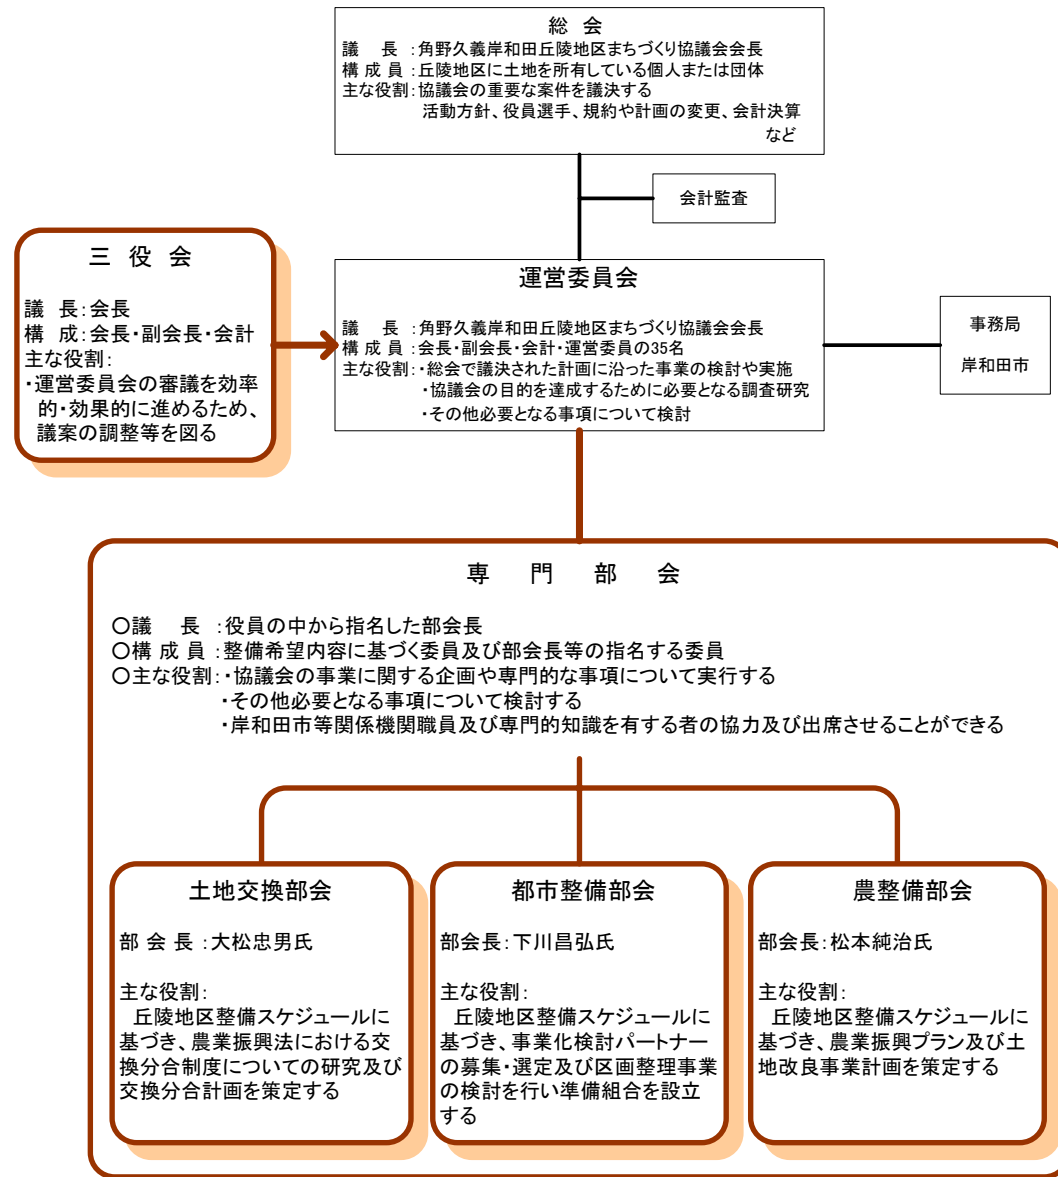 総 会
議 長：角野久義岸和田丘陵地区まちづくり協議会会長
構 成 員：丘陵地区に土地を所有している個人または団体
主な役割：協議会の重要な案件を議決する
活動方針、役員選手、規約や計画の変更、会計決算
など
会計監査
三 役 会
議 長：会長
構 成：会長・副会長・会計
主な役割：
・運営委員会の審議を効率
的・効果的に進めるため、
議案の調整等を図る
運営委員会
議 長：角野久義岸和田丘陵地区まちづくり協議会会長
構 成 員：会長・副会長・会計・運営委員の35名
主な役割：・総会で議決された計画に沿った事業の検討や実施
・協議会の目的を達成するために必要となる調査研究
・その他必要となる事項について検討
事務局
岸和田市
専 門 部 会
○議 長：役員の中から指名した部会長
○構 成 員：整備希望内容に基づく委員及び部会長等の指名する委員
○主な役割：・協議会の事業に関する企画や専門的な事項について実行する
・その他必要となる事項について検討する
・岸和田市等関係機関職員及び専門的知識を有する者の協力及び出席させることができる
土地交換部会
部 会 長：大松忠男氏
主な役割：
丘陵地区整備スケジュールに
基づき、農業振興法における交
換分合制度についての研究及び
交換分合計画を策定する
都市整備部会
部会長：下川昌弘氏
主な役割：
丘陵地区整備スケジュールに
基づき、事業化検討パートナー
の募集・選定及び区画整理事業
の検討を行い準備組合を設立
する
農整備部会
部会長：松本純治氏
主な役割：
丘陵地区整備スケジュールに
基づき、農業振興プラン及び土
地改良事業計画を策定する